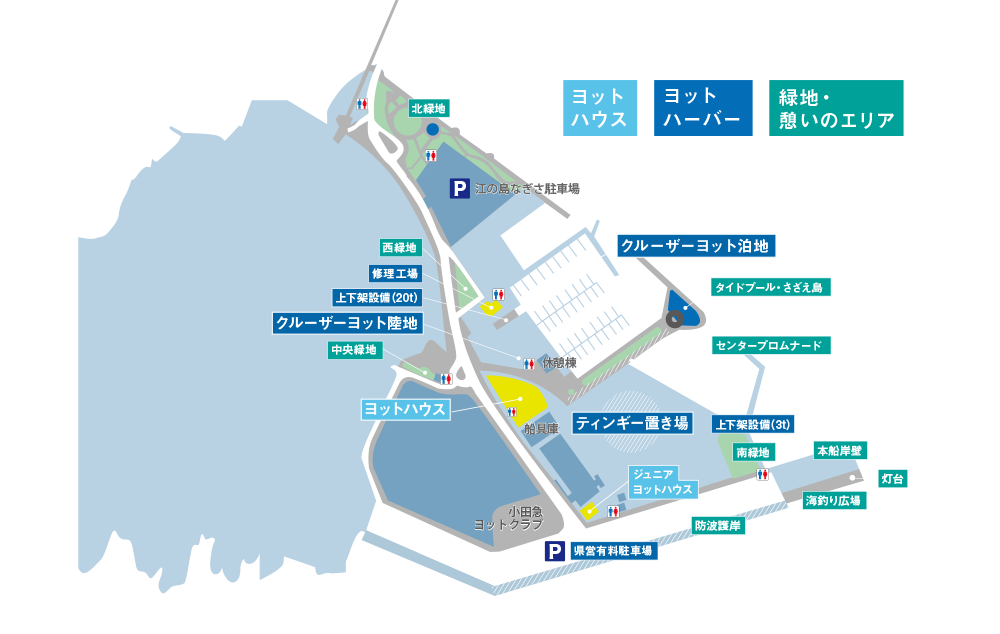 ヨット
ハウス
ヨット
ハーバー
緑地・
憩いのエリア
北緑地
P 江の島なぎさ駐車場
西緑地
クルーザーヨット泊地
修理工場
タイドプール・さざえ島
上下架設備(20t)
クルーザーヨット陸地
中央緑地
センタープロムナード
休憩棟
ヨットハウス
船具庫
ティンギー置き場
上下架設備(3t)
南緑地
本船岸壁
ジュニア
ヨットハウス
灯台
海釣り広場
小田急
ヨットクラブ
防波護岸
P 県営有料駐車場